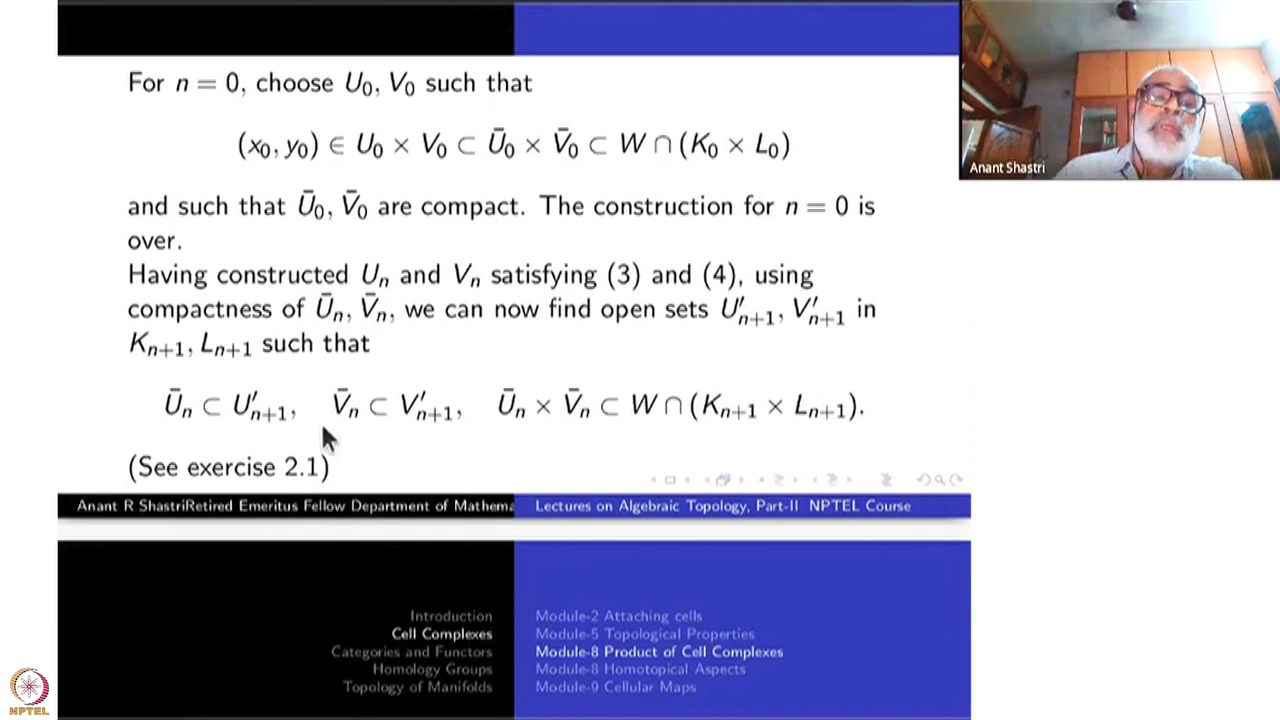 For n = 0, choose U₀, V₀ such that
(x₀, y₀) ∈ U₀ × V₀ ⊂ Ū₀ × V̄₀ ⊂ W ∩ (K₀ × L₀)
and such that Ū₀, V̄₀ are compact. The construction for n = 0 is
over.
Having constructed Uₙ and Vₙ satisfying (3) and (4), using
compactness of Ūₙ, V̄ₙ, we can now find open sets U′ₙ₊₁, V′ₙ₊₁ in
Kₙ₊₁, Lₙ₊₁ such that
Ūₙ ⊂ U′ₙ₊₁, V̄ₙ ⊂ V′ₙ₊₁, Ūₙ × V̄ₙ ⊂ W ∩ (Kₙ₊₁ × Lₙ₊₁).
(See exercise 2.1)
Anant R ShastriRetired Emeritus Fellow Department of Mathema
Lectures on Algebraic Topology, Part-II NPTEL Course
Introduction
Cell Complexes
Categories and Functors
Homology Groups
Topology of Manifolds
Module-2 Attaching cells
Module-5 Topological Properties
Module-8 Product of Cell Complexes
Module-8 Homotopical Aspects
Module-9 Cellular Maps
Anant Shastri
NPTEL